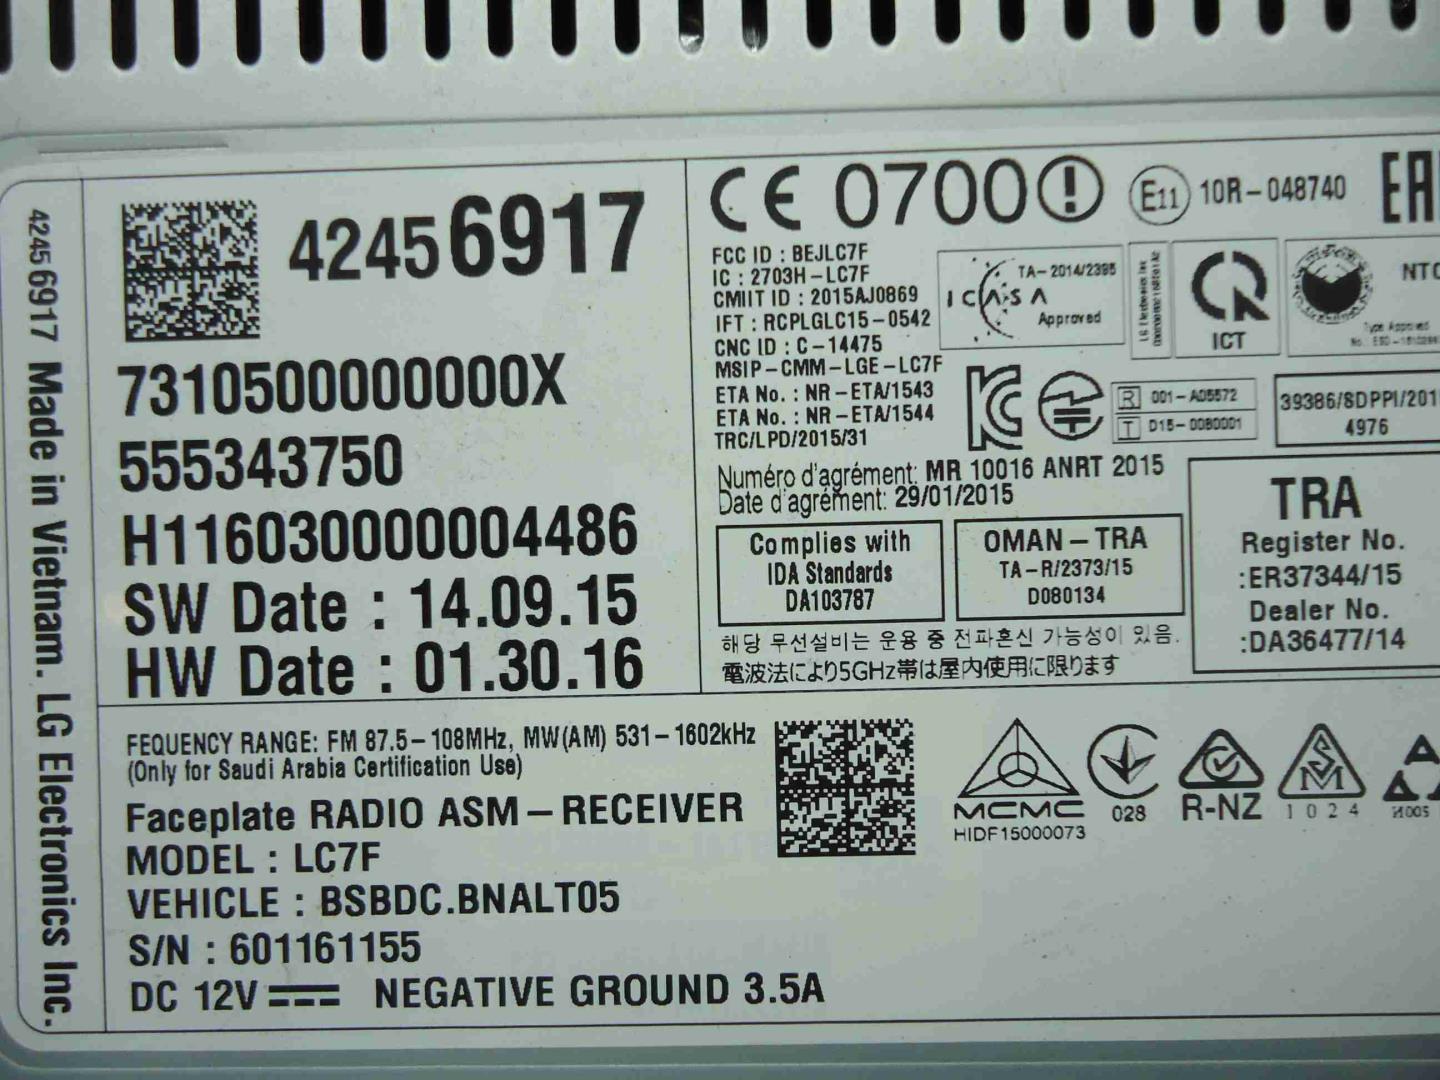 42456917 Made in Vietnam. LG Electronics Inc.
42456917
7310500000000X
555343750
H116030000004486
SW Date : 14.09.15
HW Date : 01.30.16
CE 0700
E11 10R-048740
FCC ID : BEJLC7F
IC : 2703H-LC7F
CMIIT ID : 2015AJ0869
IFT : RCPLGLC15-0542
CNC ID : C-14475
MSIP-CMM-LGE-LC7F
ETA No. : NR-ETA/1543
ETA No. : NR-ETA/1544
TRC/LPD/2015/31
TA-2014/2395
ICASA
Approved
ICT
NTC
Type Approved
R 001-A05572
T D15-0080001
39386/SDPPI/201
4976
Numéro d'agrément: MR 10016 ANRT 2015
Date d'agrément: 29/01/2015
Complies with
IDA Standards
DA103787
OMAN-TRA
TA-R/2373/15
D080134
TRA
Register No.
:ER37344/15
Dealer No.
:DA36477/14
해당 무선설비는 운용 중 전파혼신 가능성이 있음.
電波法により5GHz帯は屋内使用に限ります
FEQUENCY RANGE: FM 87.5-108MHz, MW(AM) 531-1602kHz
(Only for Saudi Arabia Certification Use)
Faceplate RADIO ASM-RECEIVER
MODEL : LC7F
VEHICLE : BSBDC.BNALT05
S/N : 601161155
DC 12V NEGATIVE GROUND 3.5A
MCMC
HIDF15000073
028
R-NZ
1024